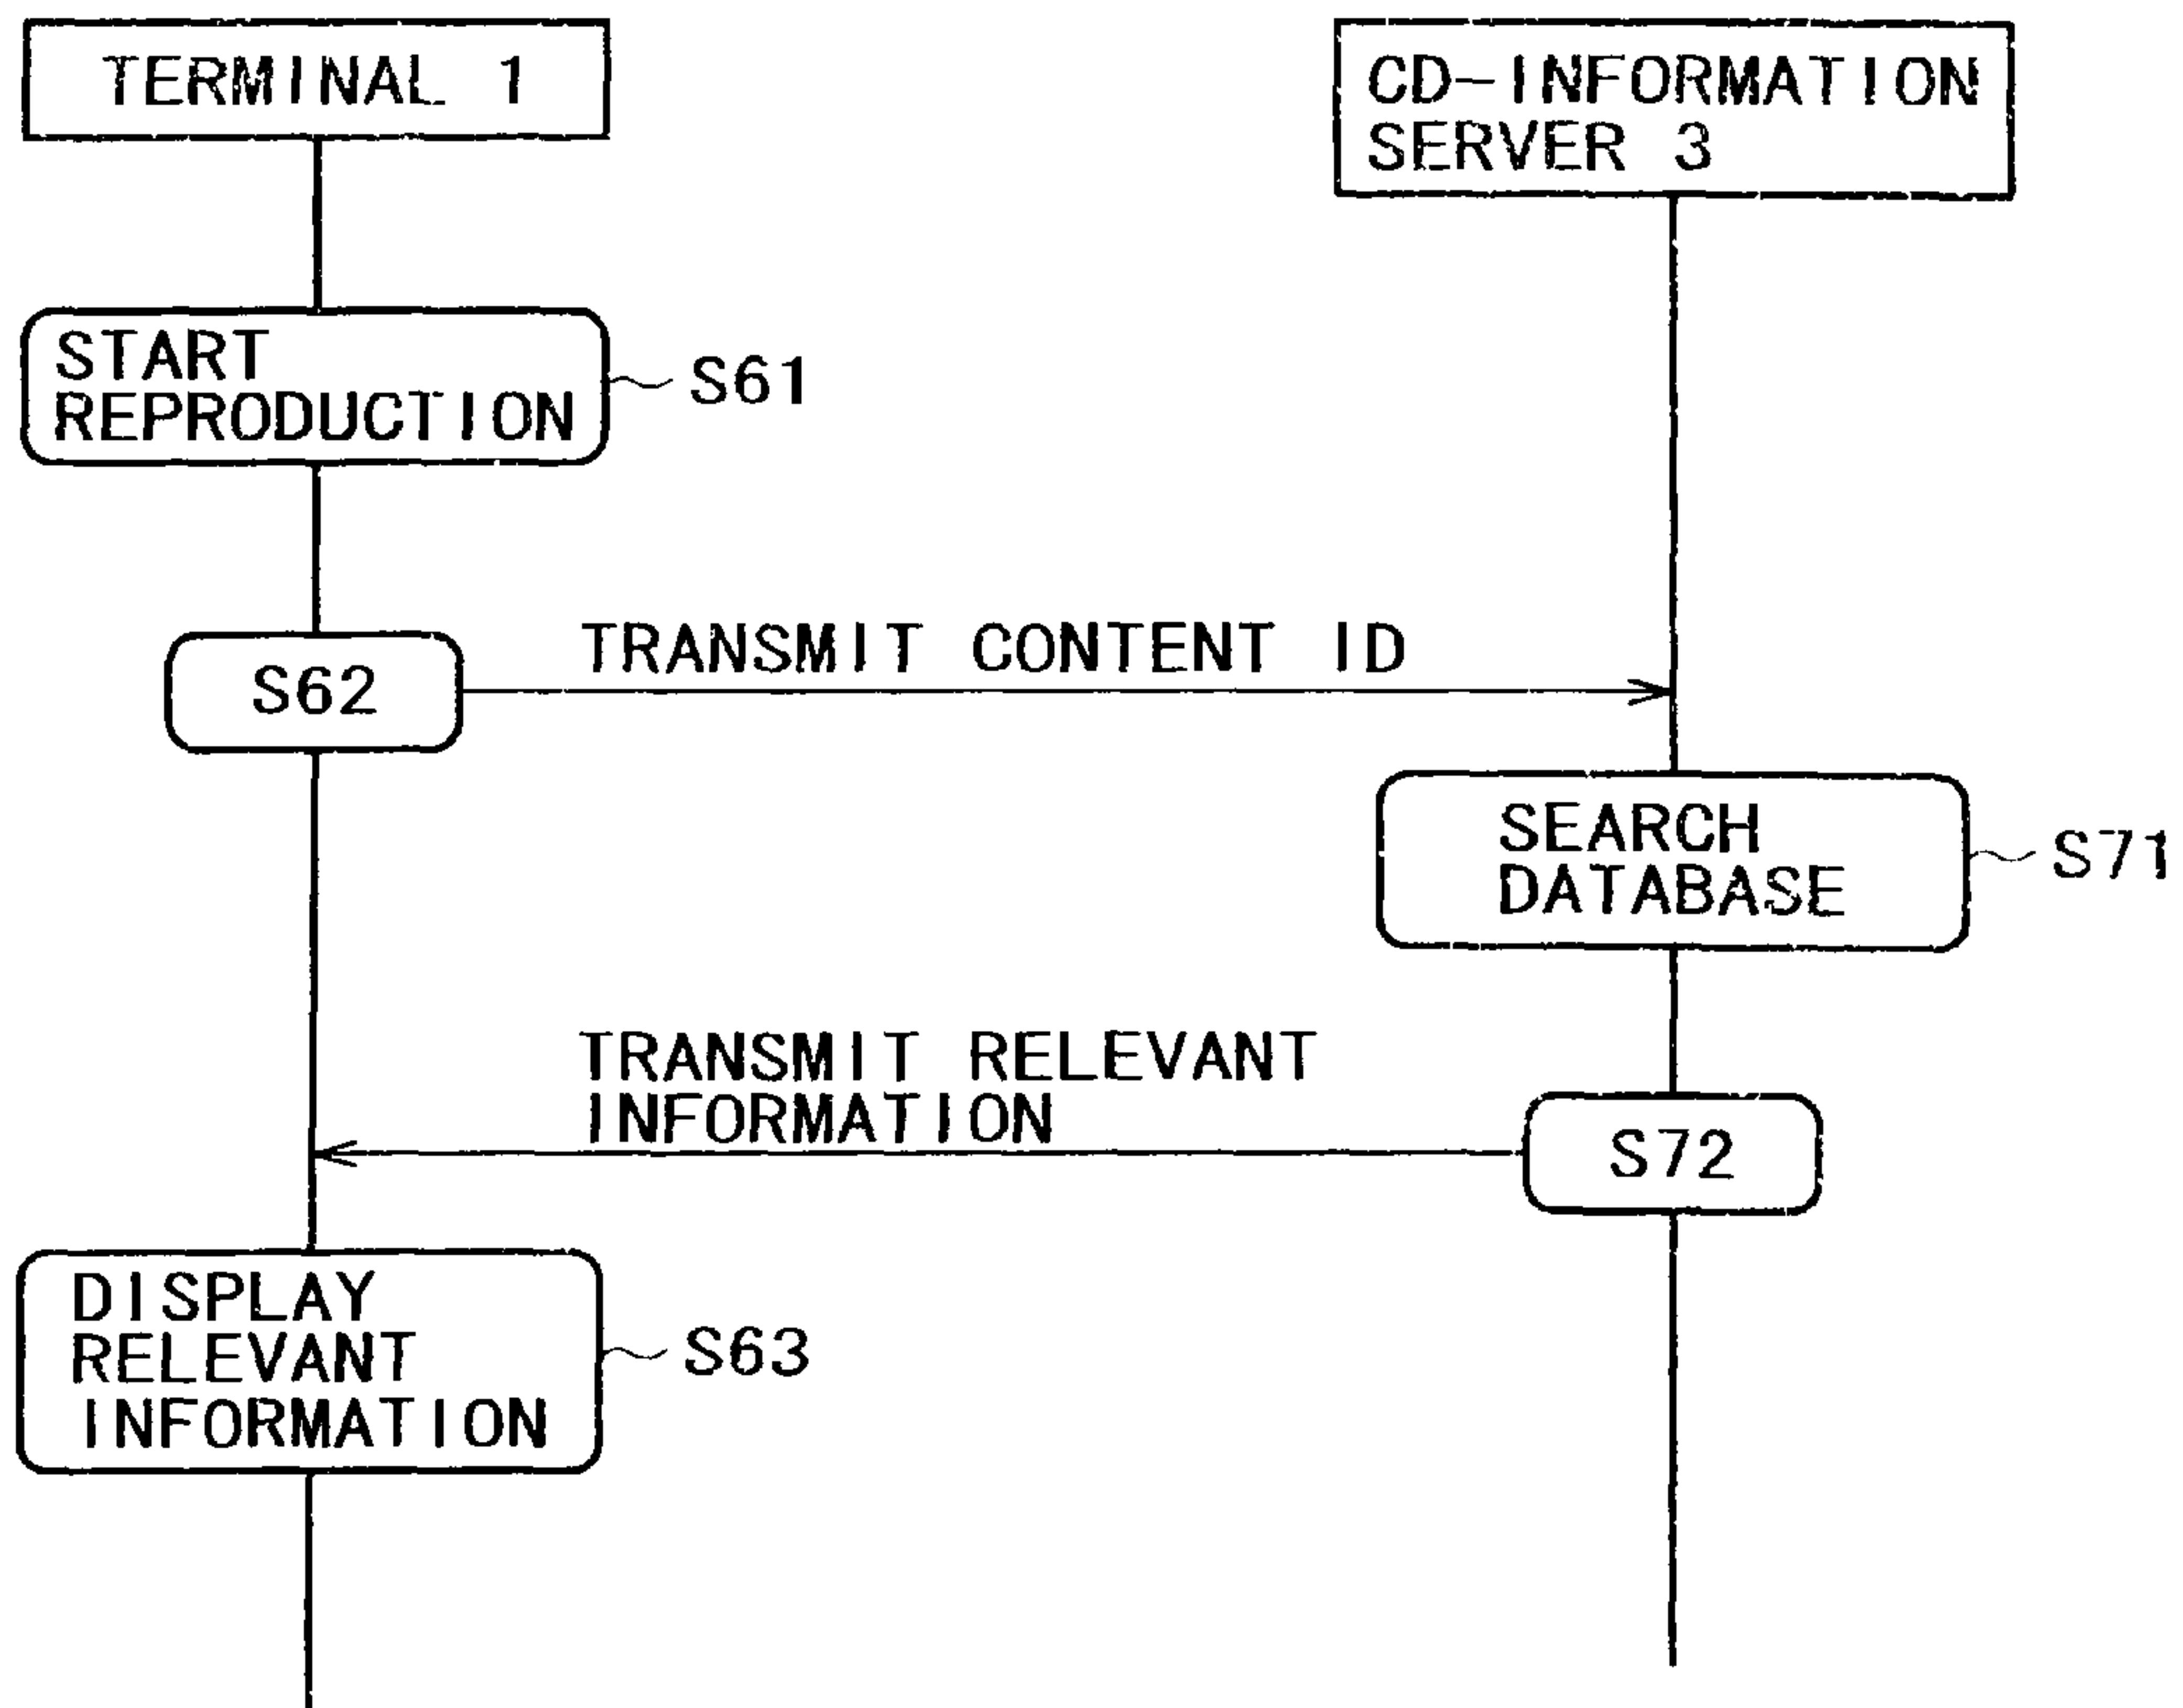 TERMINAL 1
CD-INFORMATION
SERVER 3
START
REPRODUCTION
S61
S62
TRANSMIT CONTENT ID
SEARCH
DATABASE
S71
TRANSMIT RELEVANT
INFORMATION
S72
DISPLAY
RELEVANT
INFORMATION
S63